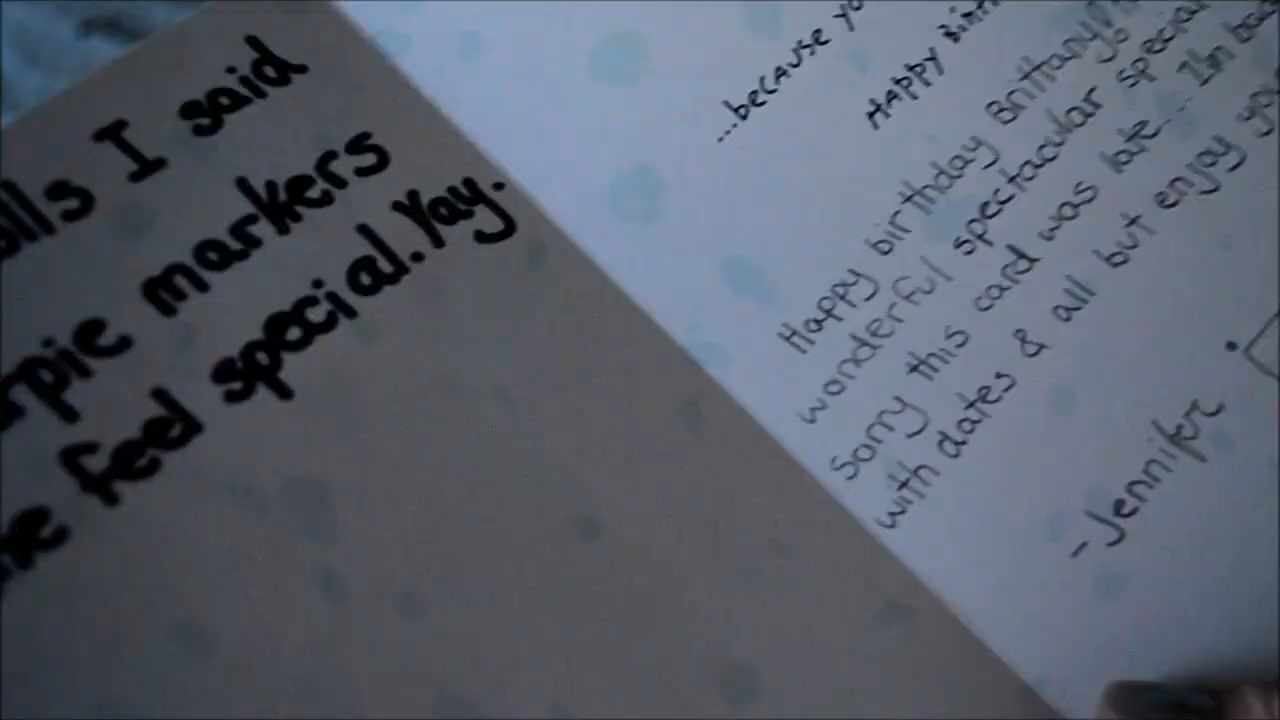 I said
markers
feel special. Yay.
...because
Happy
Happy birthday Brittany!
wonderful spectacular special
Sorry this card was late... I'm bad
with dates & all but enjoy
-Jennifer